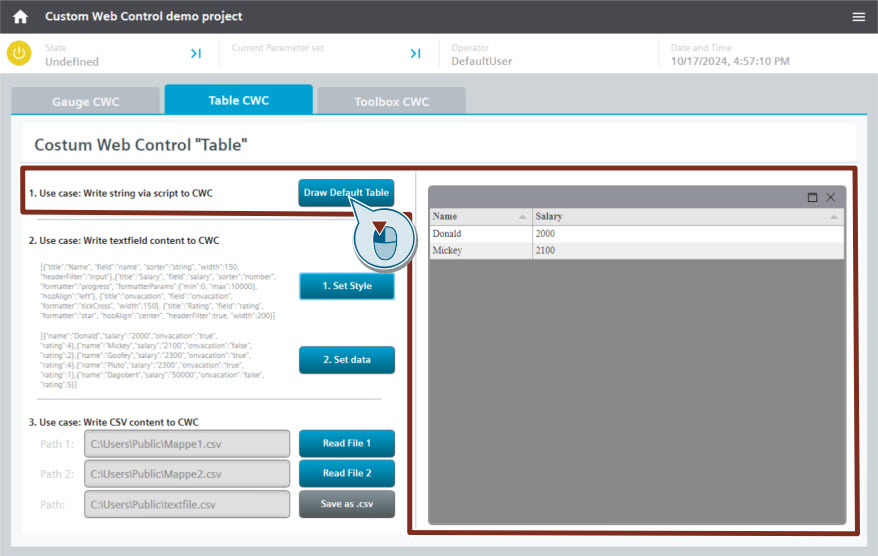 Custom Web Control demo project
State
Undefined
Current Parameter set
Operator
DefaultUser
Date and Time
10/17/2024, 4:57:10 PM
Gauge CWC
Table CWC
Toolbox CWC
Costum Web Control "Table"
1. Use case: Write string via script to CWC
Draw Default Table
2. Use case: Write textfield content to CWC
[{"title":"Name", "field":"name", "sorter":"string", "width":150,
"headerFilter":"input"},{"title":"Salary", "field":"salary", "sorter":"number",
"formatter":"progress", "formatterParams":{"min":0, "max":10000},
"hozAlign":"left"}, {"title":"onvacation", "field":"onvacation",
"formatter":"tickCross", "width":150}, {"title":"Rating", "field":"rating",
"formatter":"star", "hozAlign":"center", "headerFilter":true, "width":200}]
1. Set Style
[{"name":"Donald","salary":"2000","onvacation":"true",
"rating":4},{"name":"Mickey","salary":"2100","onvacation":"false",
"rating":2},{"name":"Goofey","salary":"2300","onvacation":"true",
"rating":4},{"name":"Pluto","salary":"2300","onvacation":"true",
"rating":1},{"name":"Dagobert","salary":"50000","onvacation":"false",
"rating":5}]
2. Set data
3. Use case: Write CSV content to CWC
Path 1:
C:\Users\Public\Mappe1.csv
Read File 1
Path 2:
C:\Users\Public\Mappe2.csv
Read File 2
Path:
C:\Users\Public\textfile.csv
Save as .csv
Name
Salary
Donald
2000
Mickey
2100